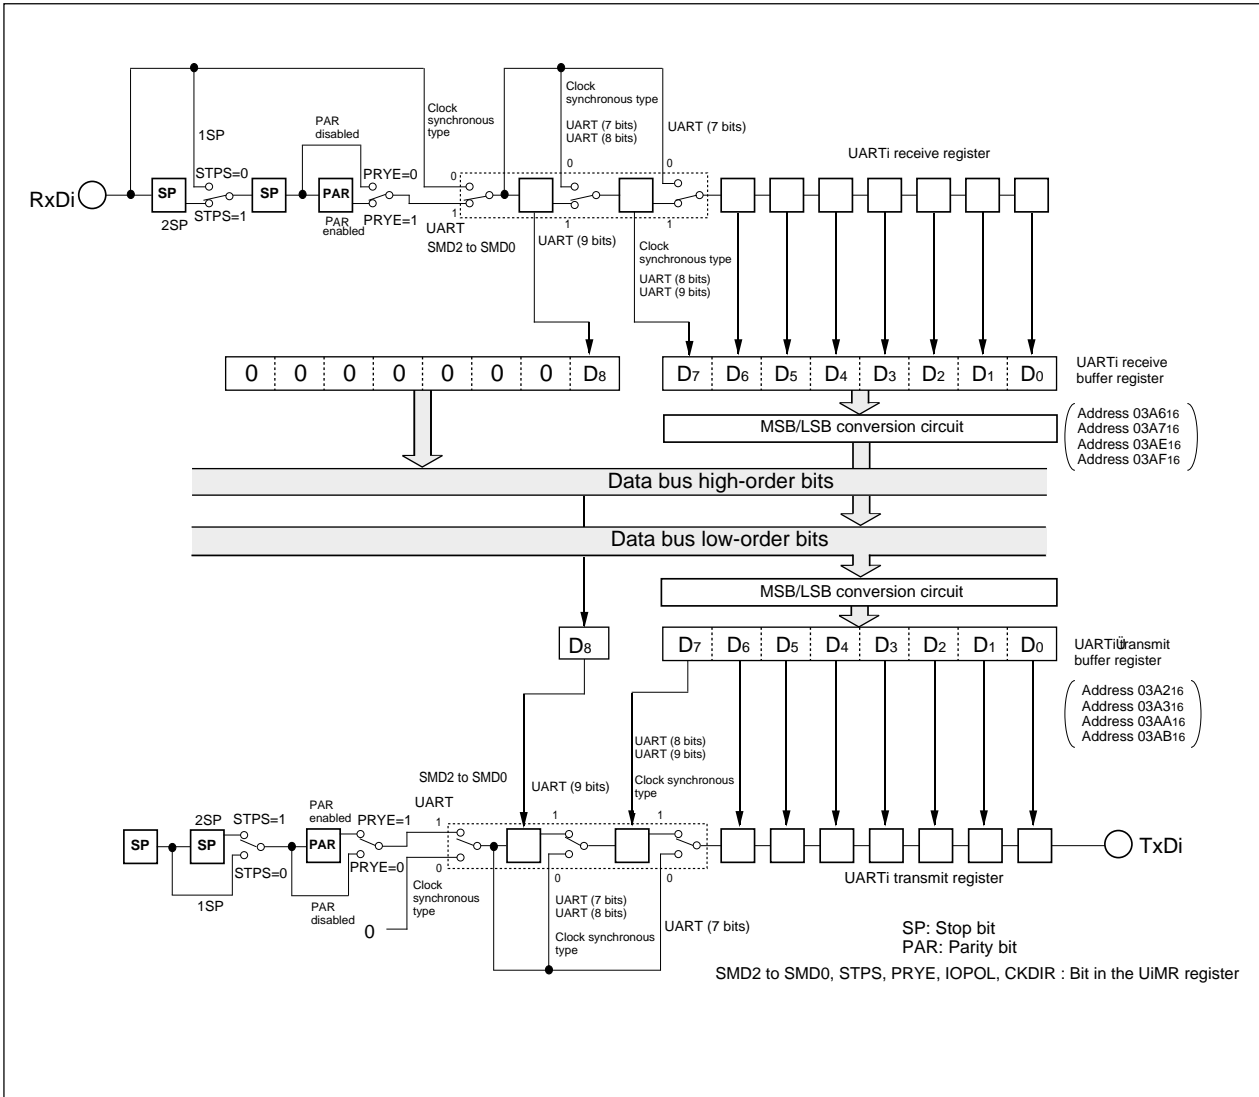 Clock
synchronous type
Clock
synchronous
type
PAR
disabled
1SP
UART (7 bits)
UART (8 bits)
UART (7 bits)
UARTi receive register
STPS=0
PRYE=0
0
0
0
RxDi
SP
SP
PAR
2SP
STPS=1
PAR
enabled
PRYE=1
1
UART
1
1
SMD2 to SMD0
UART (9 bits)
Clock
synchronous type
UART (8 bits)
UART (9 bits)
0 0 0 0 0 0 0 D8
D7 D6 D5 D4 D3 D2 D1 D0
UARTi receive
buffer register
MSB/LSB conversion circuit
Address 03A616
Address 03A716
Address 03AE16
Address 03AF16
Data bus high-order bits
Data bus low-order bits
MSB/LSB conversion circuit
D8
D7 D6 D5 D4 D3 D2 D1 D0
UARTiÜtransmit
buffer register
Address 03A216
Address 03A316
Address 03AA16
Address 03AB16
UART (8 bits)
UART (9 bits)
SMD2 to SMD0
UART (9 bits)
Clock synchronous
type
PAR
enabled
UART
2SP
STPS=1
PRYE=1
1
1
1
SP
SP
PAR
TxDi
STPS=0
PRYE=0
0
0
0
UARTi transmit register
1SP
PAR
disabled
Clock
synchronous
type
0
UART (7 bits)
UART (8 bits)
Clock synchronous
type
UART (7 bits)
SP: Stop bit
PAR: Parity bit
SMD2 to SMD0, STPS, PRYE, IOPOL, CKDIR : Bit in the UiMR register